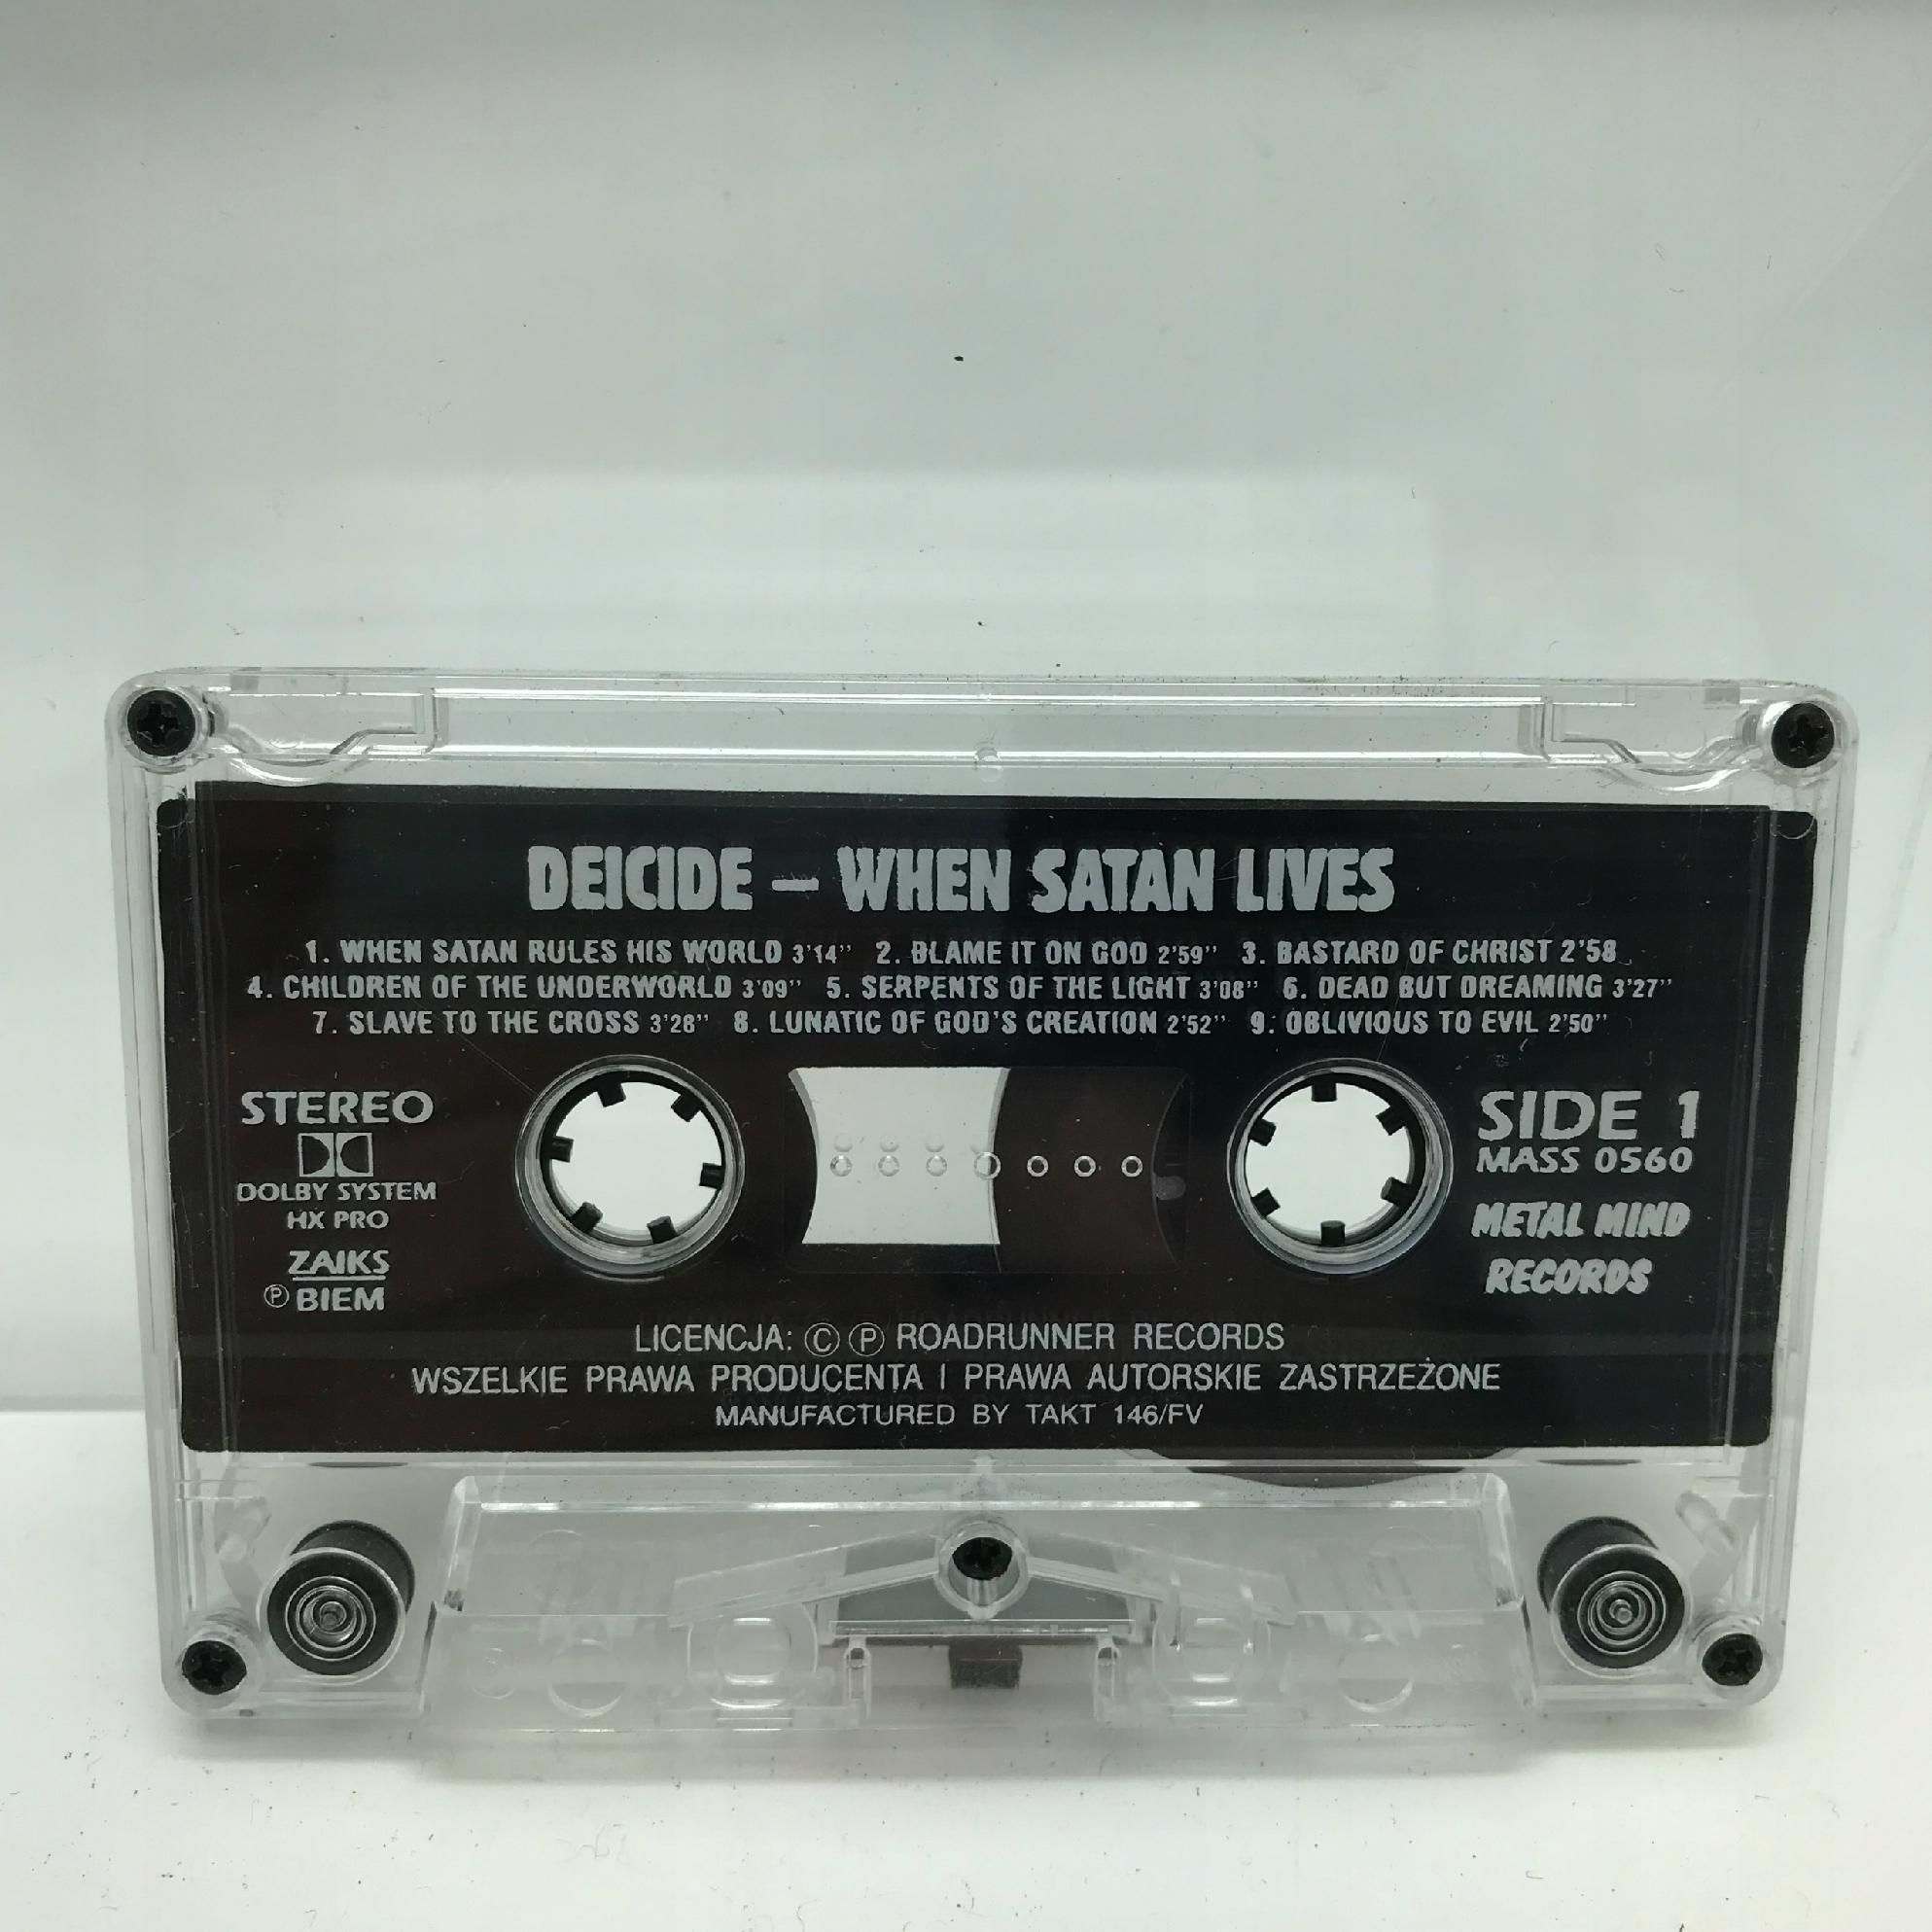 DEICIDE – WHEN SATAN LIVES
1. WHEN SATAN RULES HIS WORLD 3'14'' 2. BLAME IT ON GOD 2'59'' 3. BASTARD OF CHRIST 2'58
4. CHILDREN OF THE UNDERWORLD 3'09'' 5. SERPENTS OF THE LIGHT 3'08'' 6. DEAD BUT DREAMING 3'27''
7. SLAVE TO THE CROSS 3'28'' 8. LUNATIC OF GOD'S CREATION 2'52'' 9. OBLIVIOUS TO EVIL 2'50''
STEREO
DOLBY SYSTEM
HX PRO
ZAIKS
Ⓟ BIEM
SIDE 1
MASS 0560
METAL MIND
RECORDS
LICENCJA: Ⓒ Ⓟ ROADRUNNER RECORDS
WSZELKIE PRAWA PRODUCENTA I PRAWA AUTORSKIE ZASTRZEŻONE
MANUFACTURED BY TAKT 146/FV